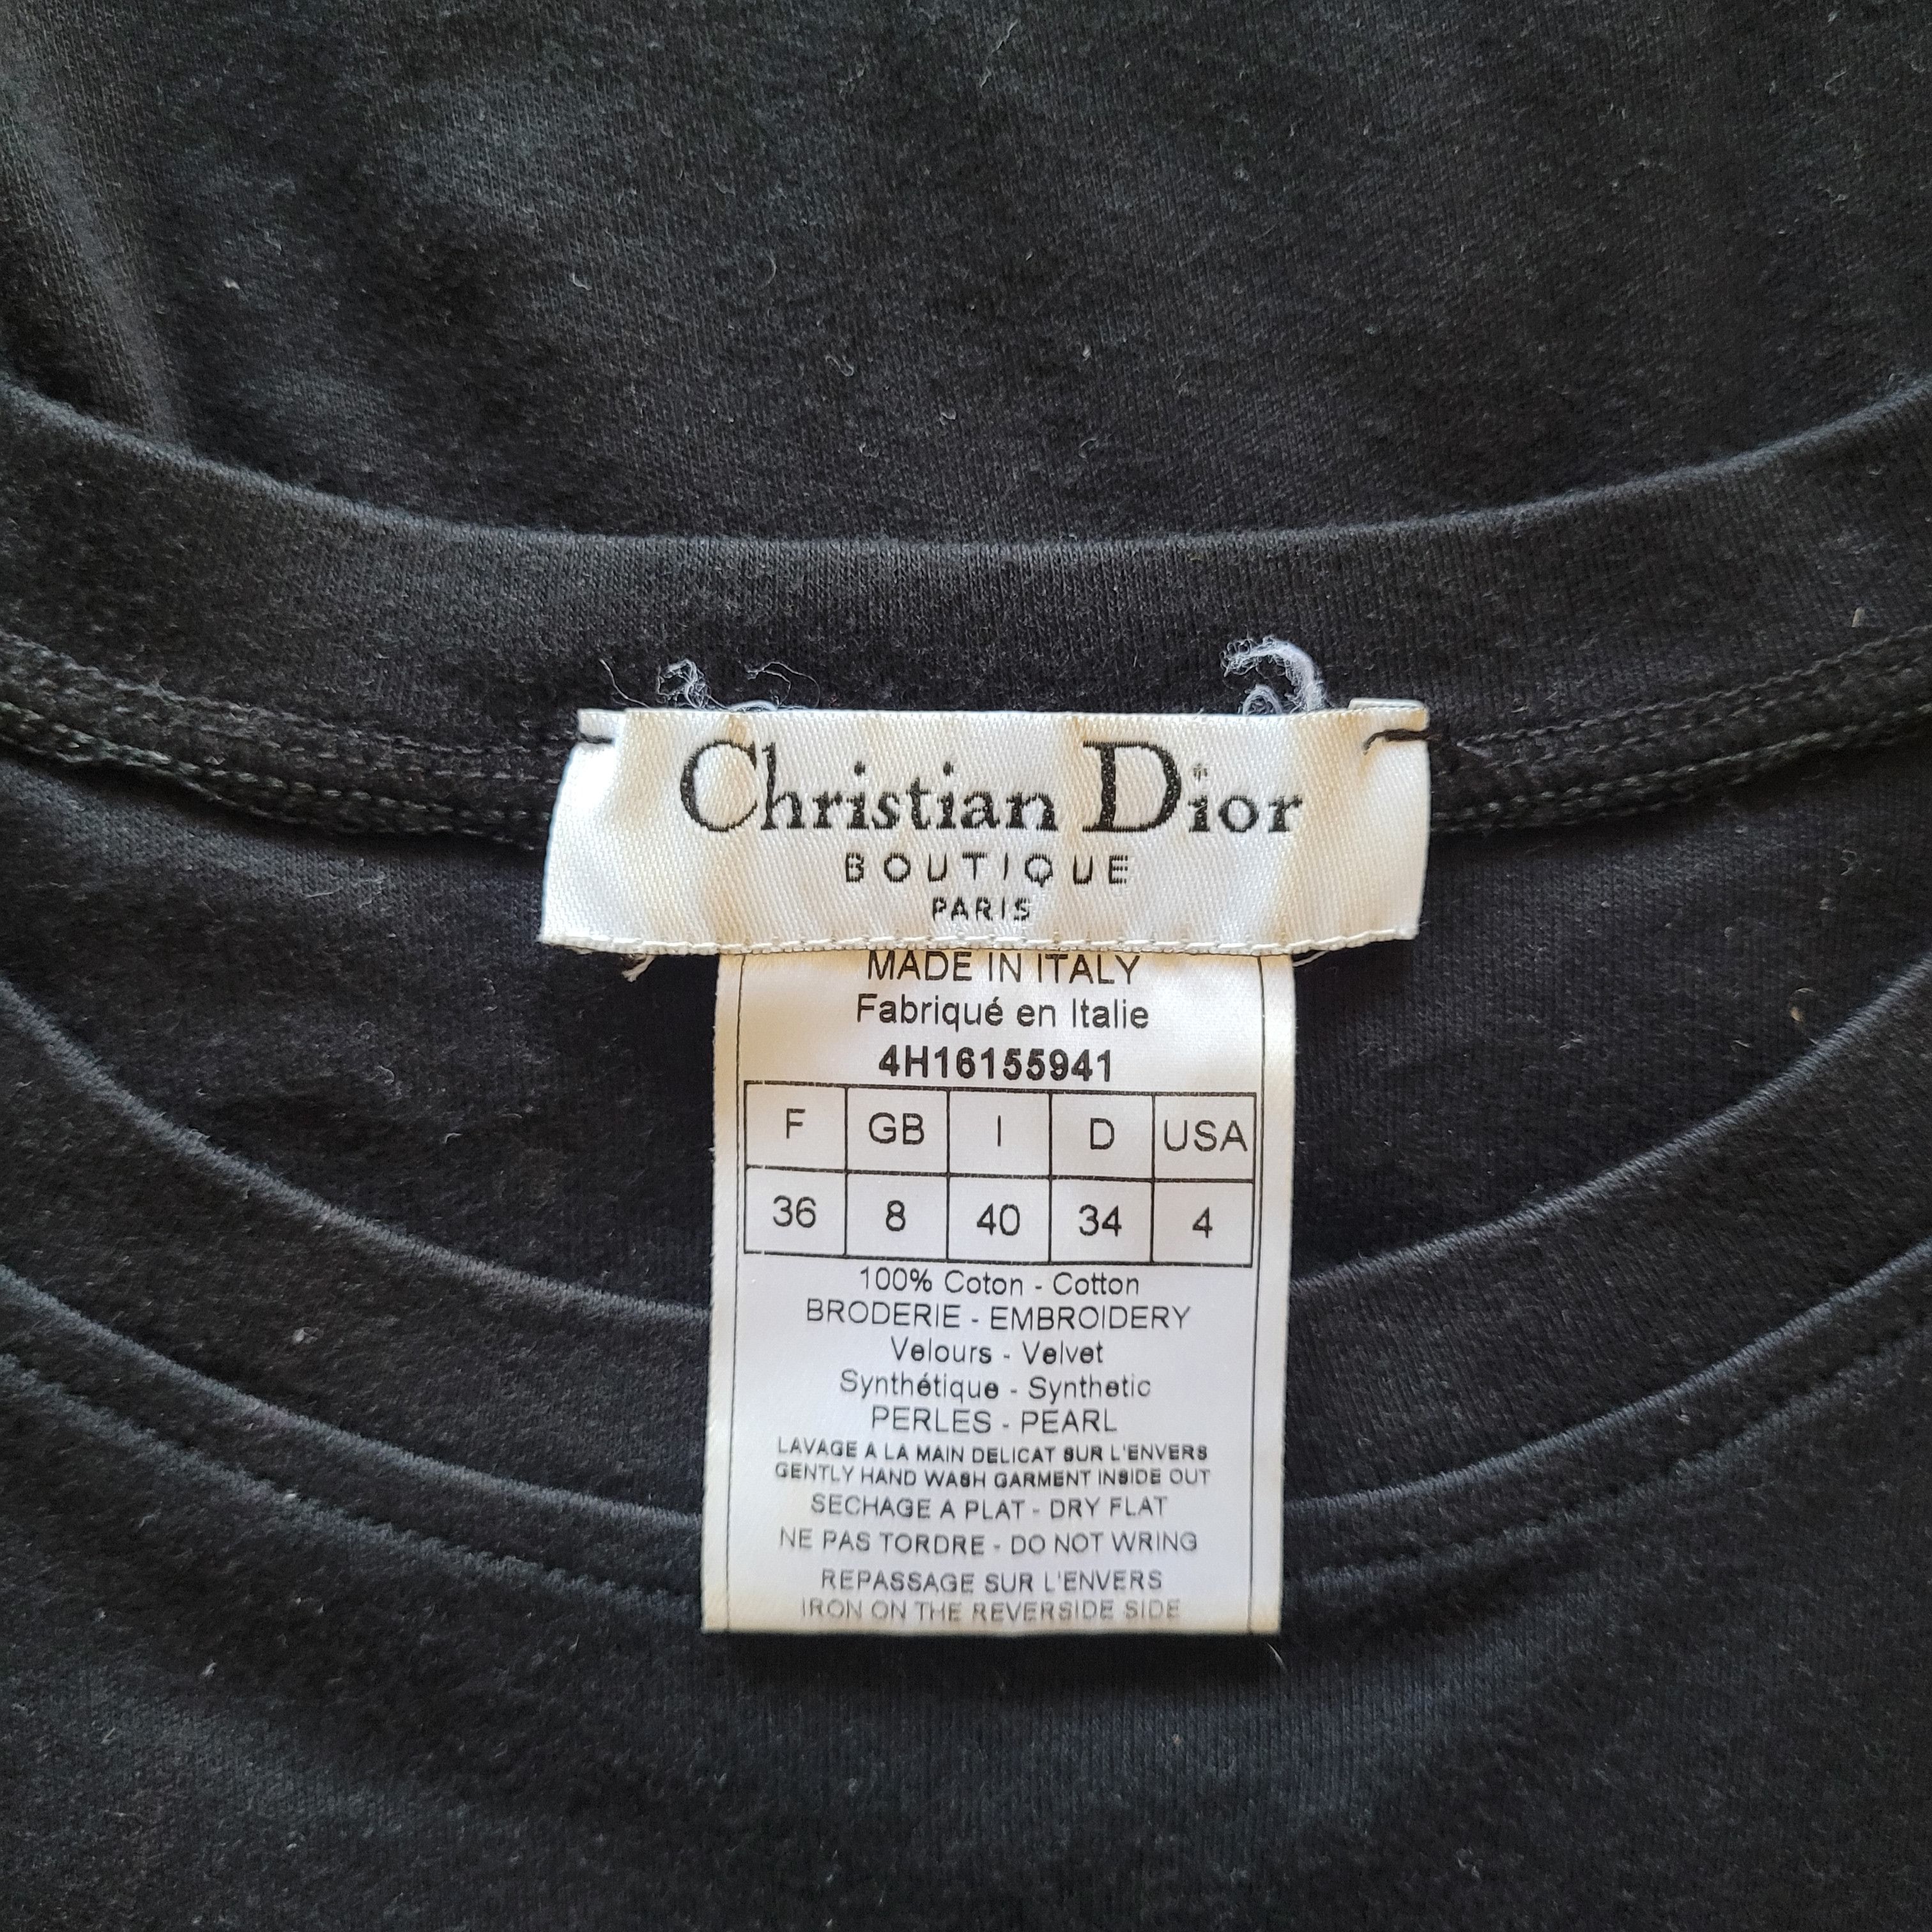 Christian Dior
BOUTIQUE
PARIS
MADE IN ITALY
Fabriqué en Italie
4H16155941
F GB I D USA
36 8 40 34 4
100% Coton - Cotton
BRODERIE - EMBROIDERY
Velours - Velvet
Synthétique - Synthetic
PERLES - PEARL
LAVAGE A LA MAIN DELICAT SUR L'ENVERS
GENTLY HAND WASH GARMENT INSIDE OUT
SECHAGE A PLAT - DRY FLAT
NE PAS TORDRE - DO NOT WRING
REPASSAGE SUR L'ENVERS
IRON ON THE REVERSIDE SIDE